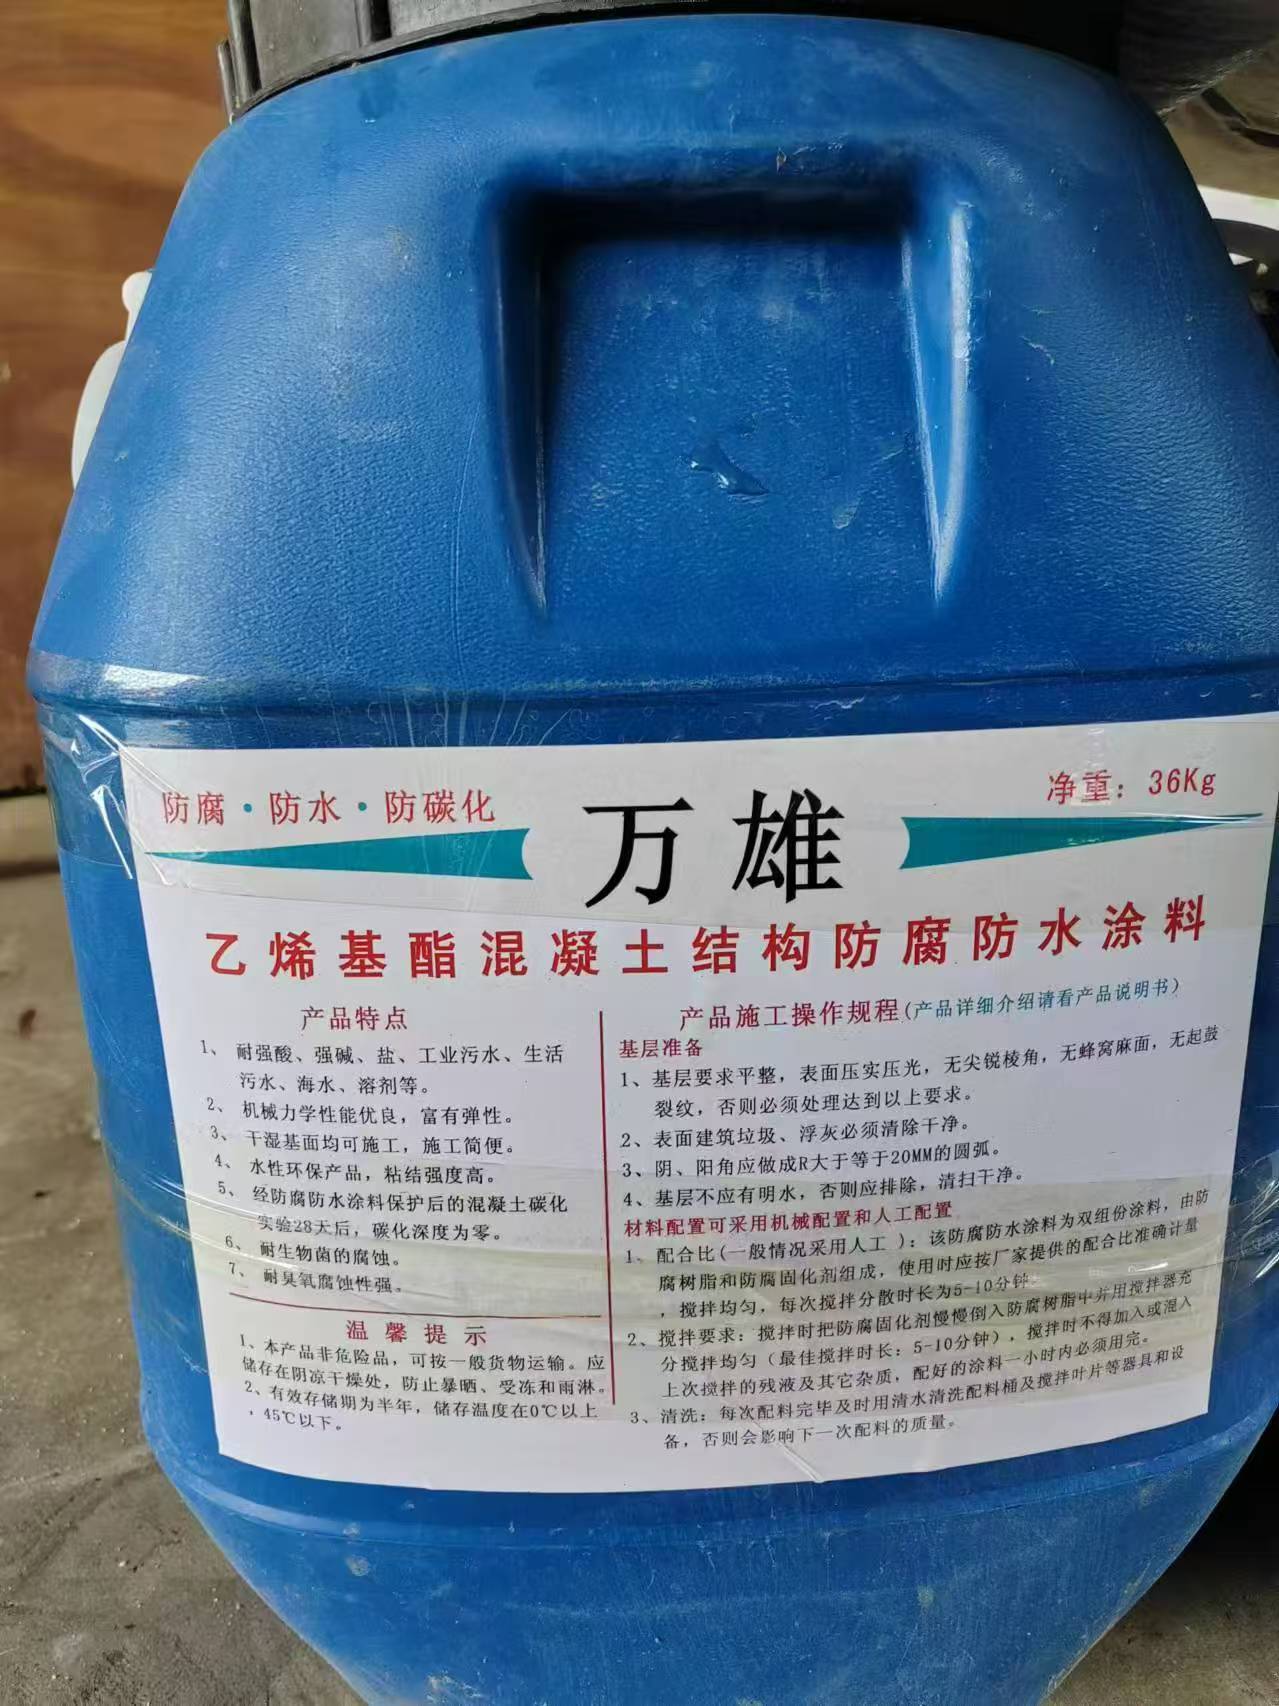 防腐·防水·防碳化
万雄
净重：36Kg
乙烯基酯混凝土结构防腐防水涂料
产品特点
1、耐强酸、强碱、盐、工业污水、生活
污水、海水、溶剂等。
2、机械力学性能优良，富有弹性。
3、干湿基面均可施工，施工简便。
4、水性环保产品，粘结强度高。
5、经防腐防水涂料保护后的混凝土碳化
实验28天后，碳化深度为零。
6、耐生物菌的腐蚀。
7、耐臭氧腐蚀性强。
温馨提示
1、本产品非危险品，可按一般货物运输。应
储存在阴凉干燥处，防止暴晒、受冻和雨淋。
2、有效存储期为半年，储存温度在0℃以上
，45℃以下。
产品施工操作规程(产品详细介绍请看产品说明书)
基层准备
1、基层要求平整，表面压实压光，无尖锐棱角，无蜂窝麻面，无起鼓
裂纹，否则必须处理达到以上要求。
2、表面建筑垃圾、浮灰必须清除干净。
3、阴、阳角应做成R大于等于20MM的圆弧。
4、基层不应有明水，否则应排除，清扫干净。
材料配置可采用机械配置和人工配置
1、配合比(一般情况采用人工 )：该防腐防水涂料为双组份涂料，由防
腐树脂和防腐固化剂组成，使用时应按厂家提供的配合比准确计量
，搅拌均匀，每次搅拌分散时长为5-10分钟。
2、搅拌要求：搅拌时把防腐固化剂慢慢倒入防腐树脂中并用搅拌器充
分搅拌均匀（最佳搅拌时长：5-10分钟），搅拌时不得加入或混入
上次搅拌的残液及其它杂质，配好的涂料一小时内必须用完。
3、清洗：每次配料完毕及时用清水清洗配料桶及搅拌叶片等器具和设
备，否则会影响下一次配料的质量。